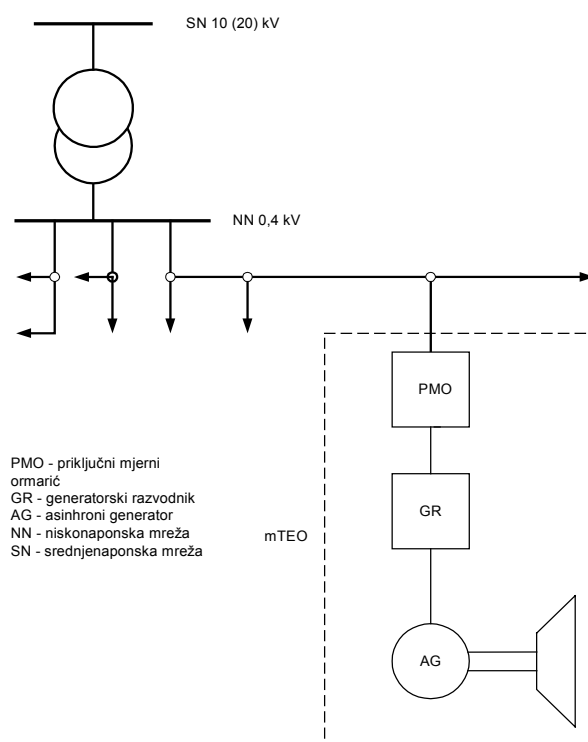 SN 10 (20) kV
NN 0,4 kV
PMO
PMO - priključni mjerni
ormarić
GR - generatorski razvodnik
AG - asinhroni generator
NN - niskonaponska mreža
SN - srednjenaponska mreža
GR
mTEO
AG